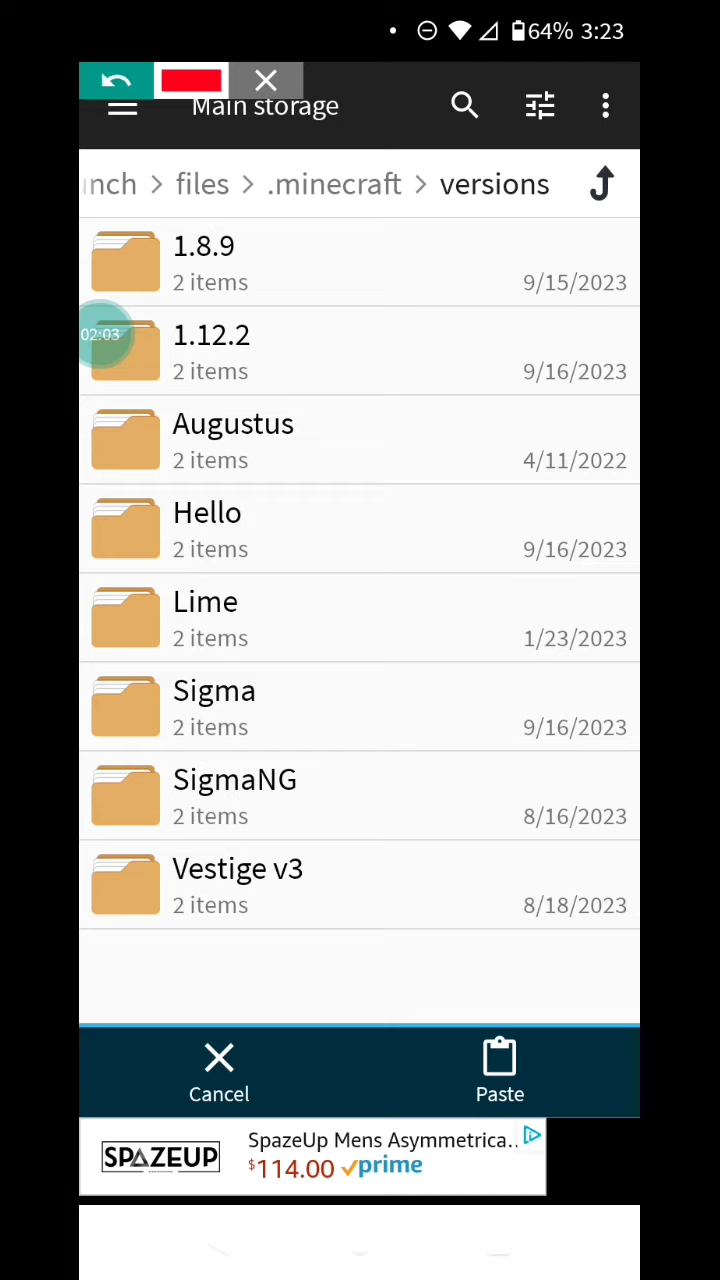 64% 3:23
Main storage
nch > files > .minecraft > versions
1.8.9
2 items 9/15/2023
02:03
1.12.2
2 items 9/16/2023
Augustus
2 items 4/11/2022
Hello
2 items 9/16/2023
Lime
2 items 1/23/2023
Sigma
2 items 9/16/2023
SigmaNG
2 items 8/16/2023
Vestige v3
2 items 8/18/2023
Cancel Paste
SPAZEUP
SpazeUp Mens Asymmetrica..
$114.00 prime